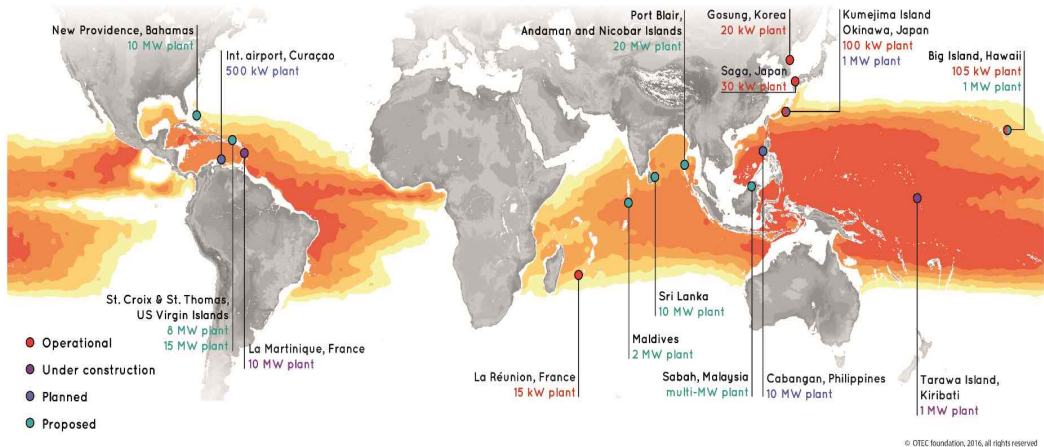 New Providence, Bahamas
10 MW plant
Int. airport, Curaçao
500 kW plant
Port Blair,
Andaman and Nicobar Islands
20 MW plant
Gosung, Korea
20 kW plant
Saga, Japan
30 kW plant
Kumejima Island
Okinawa, Japan
100 kW plant
1 MW plant
Big Island, Hawaii
105 kW plant
1 MW plant
St. Croix & St. Thomas,
US Virgin Islands
8 MW plant
15 MW plant
La Martinique, France
10 MW plant
La Réunion, France
15 kW plant
Sri Lanka
10 MW plant
Maldives
2 MW plant
Sabah, Malaysia
multi-MW plant
Cabangan, Philippines
10 MW plant
Tarawa Island,
Kiribati
1 MW plant
Operational
Under construction
Planned
Proposed
© OTEC foundation, 2016, all rights reserved